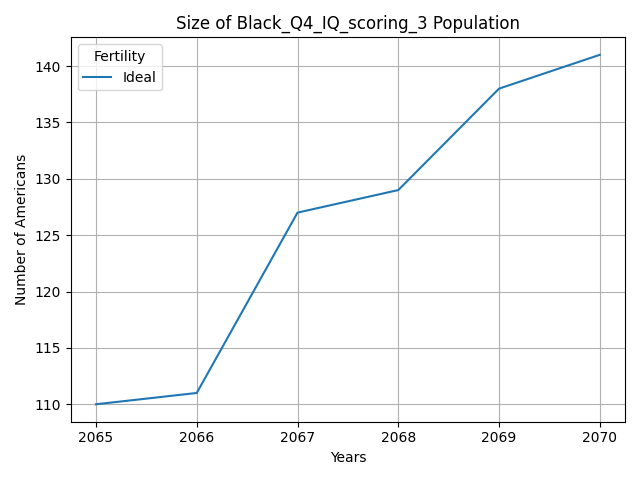 Size of Black_Q4_IQ_scoring_3 Population
Fertility
Ideal
Number of Americans
140
135
130
125
120
115
110
2065 2066 2067 2068 2069 2070
Years